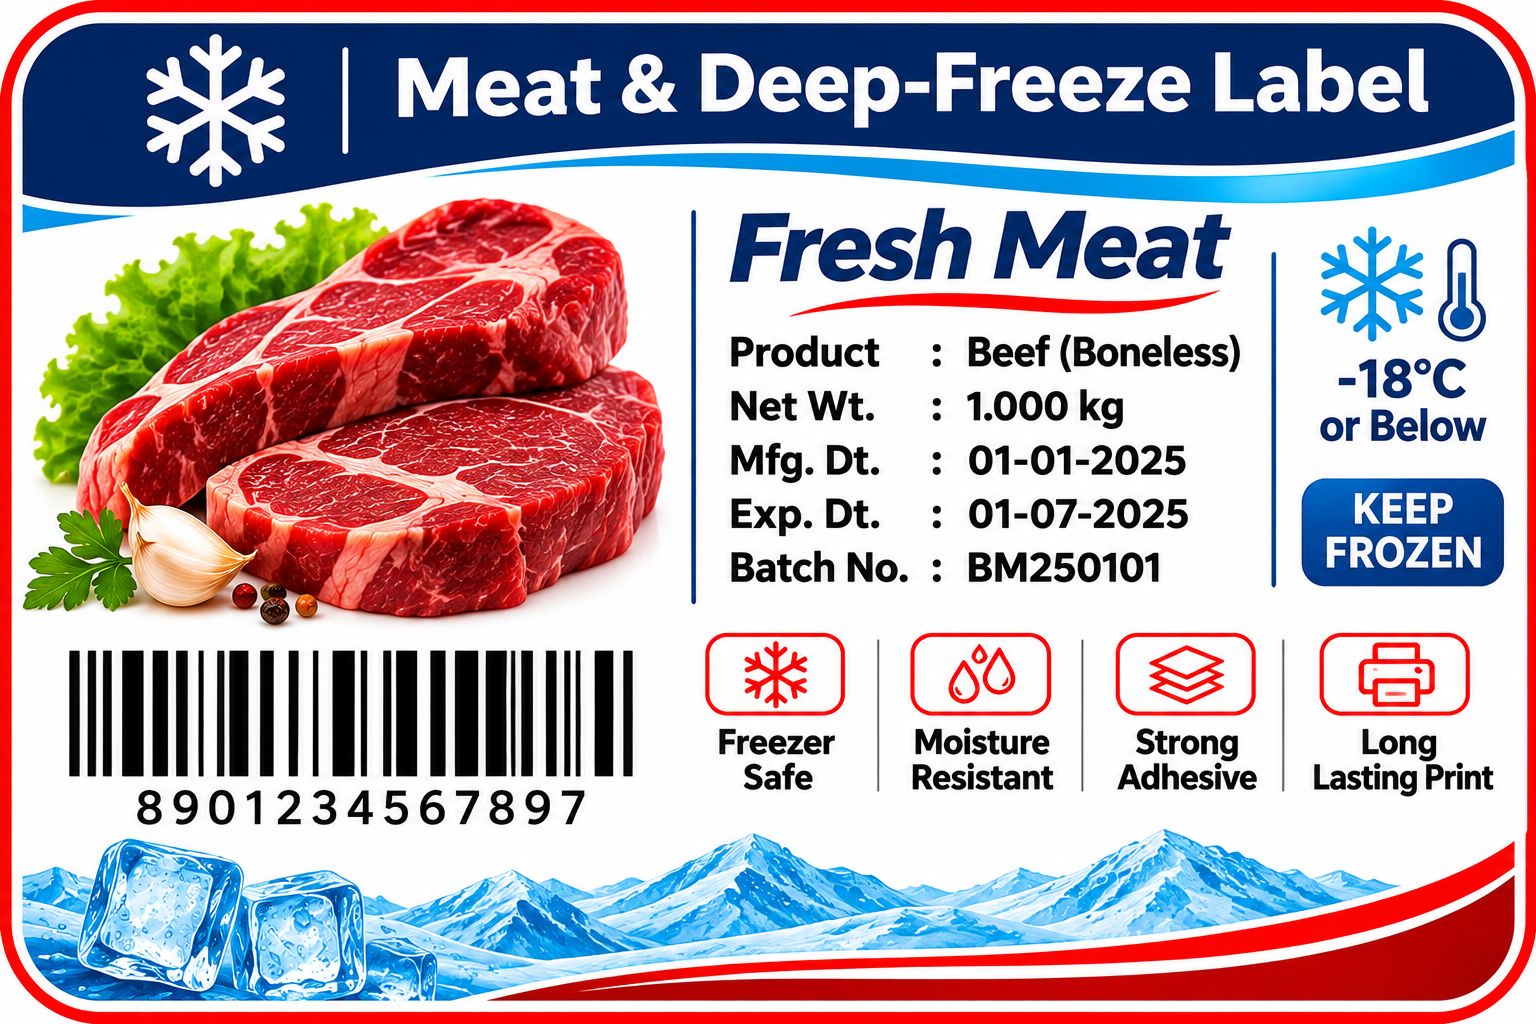 Meat & Deep-Freeze Label
Fresh Meat
Product : Beef (Boneless)
Net Wt. : 1.000 kg
Mfg. Dt. : 01-01-2025
Exp. Dt. : 01-07-2025
Batch No. : BM250101
-18°C
or Below
KEEP
FROZEN
8901234567897
Freezer
Safe
Moisture
Resistant
Strong
Adhesive
Long
Lasting Print